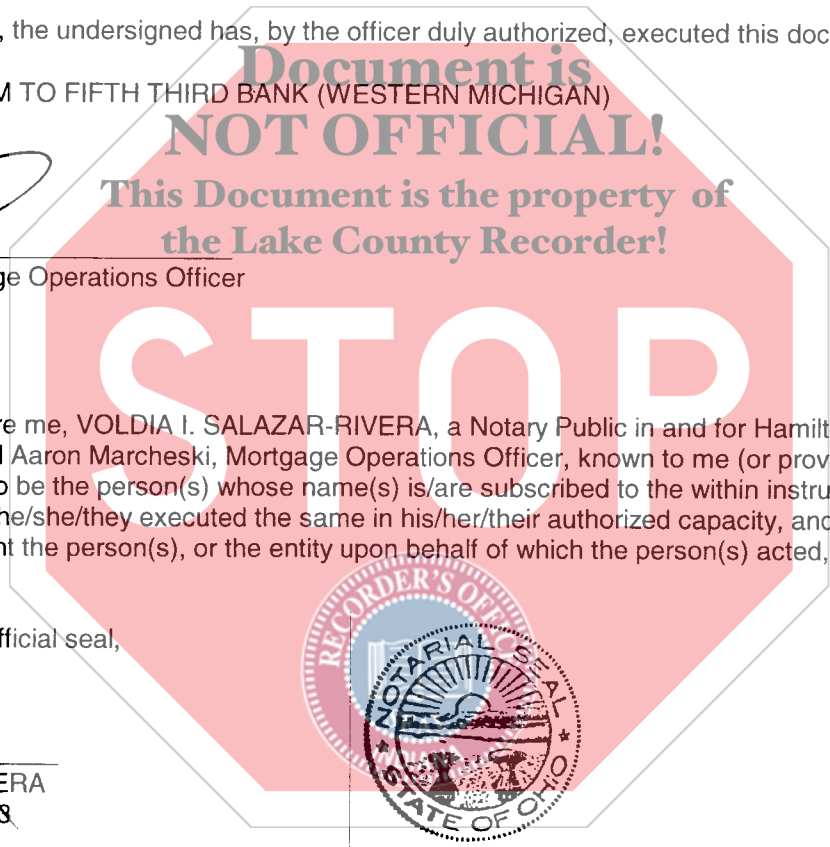 , the undersigned has, by the officer duly authorized, executed this doc
Document is
M TO FIFTH THIRD BANK (WESTERN MICHIGAN)
NOT OFFICIAL!
This Document is the property of
the Lake County Recorder!
ge Operations Officer
STOP
re me, VOLDIA I. SALAZAR-RIVERA, a Notary Public in and for Hamilt
Aaron Marcheski, Mortgage Operations Officer, known to me (or prov
o be the person(s) whose name(s) is/are subscribed to the within instru
he/she/they executed the same in his/her/their authorized capacity, and
nt the person(s), or the entity upon behalf of which the person(s) acted,
RECORDER'S OFFICE
INDIANA
fficial seal,
NOTARIAL SEAL
STATE OF OHIO
ERA